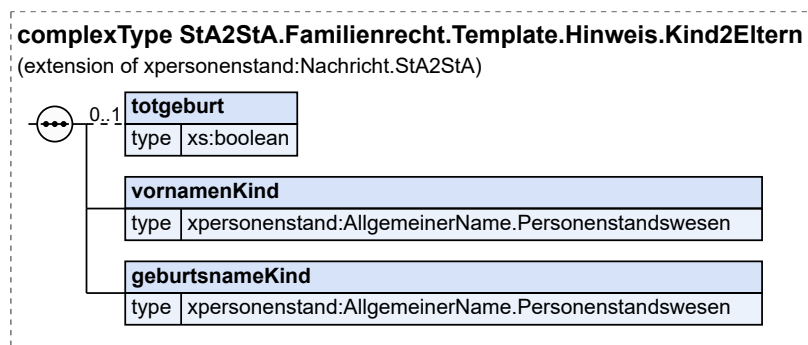 complexType StA2StA.Familienrecht.Template.Hinweis.Kind2Eltern
(extension of xpersonenstand:Nachricht.StA2StA)
0..1
totgeburt
type xs:boolean
vornamenKind
type xpersonenstand:AllgemeinerName.Personenstandswesen
geburtsnameKind
type xpersonenstand:AllgemeinerName.Personenstandswesen